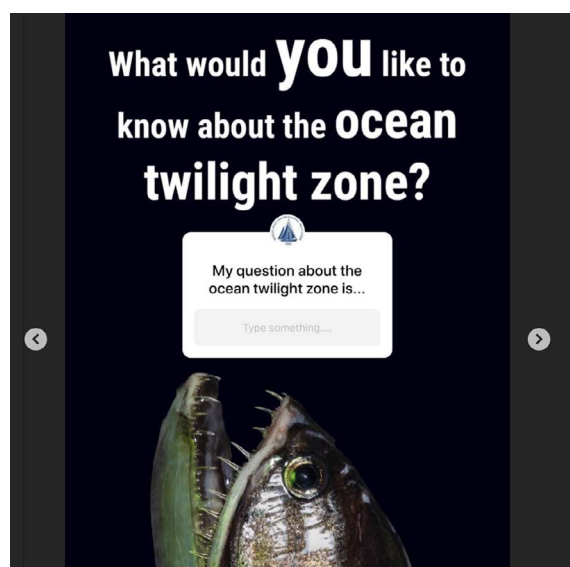 What would you like to
know about the ocean
twilight zone?
My question about the
ocean twilight zone is...
Type something....